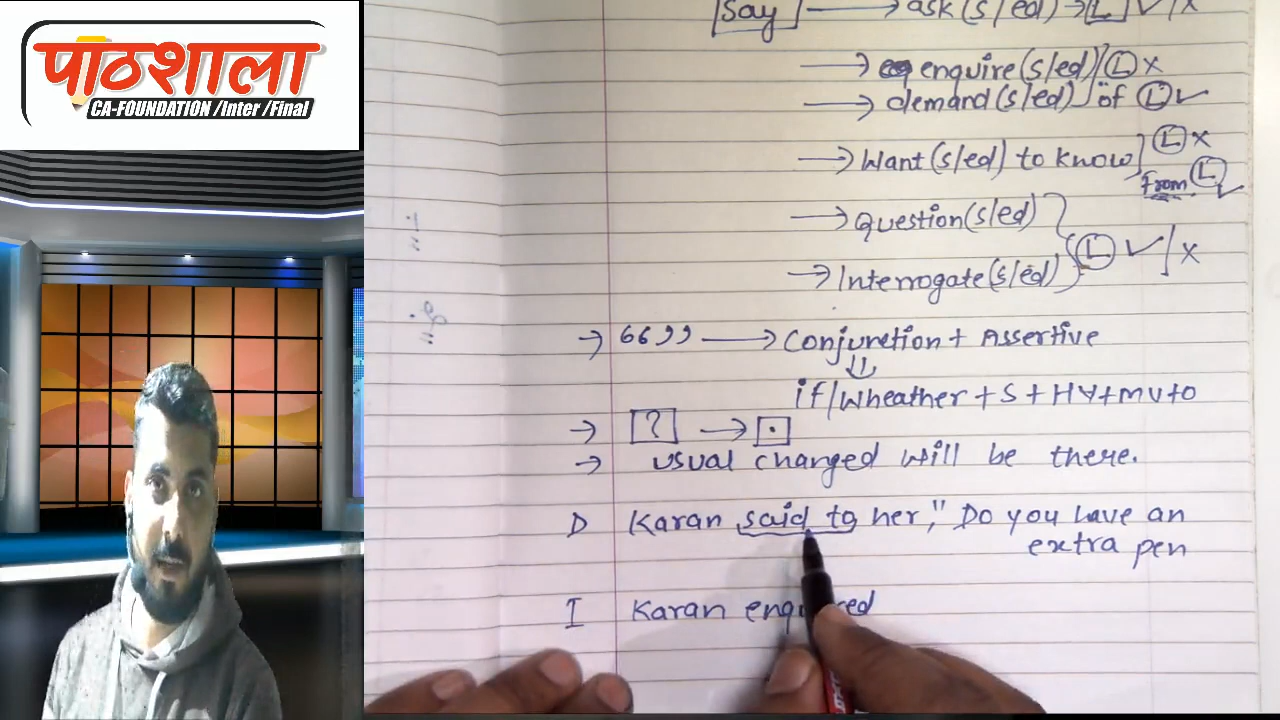 पाठशाला
CA-FOUNDATION /Inter /Final
Say → ask (s/ed) → L ✓/x
→ enquire (s/ed) / L x
→ demand (s/ed) of L ✓
→ Want (s/ed) to know L x
From L ✓
→ Question (s/ed)
→ Interrogate (s/ed) L ✓/x
→ 66 99 → Conjunction + Assertive
⇓
if/wheather + S + HV + mv + o
→ ? → .
→ usual changed will be there.
D Karan said to her, " Do you have an
extra pen
I Karan enquired